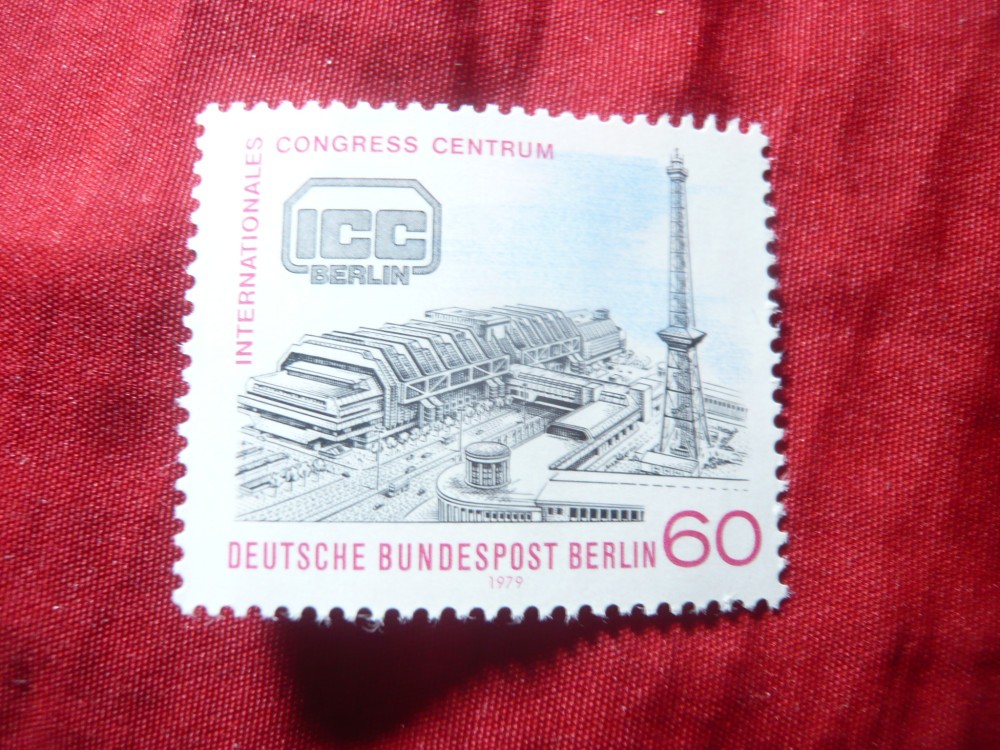 INTERNATIONALES
CONGRESS CENTRUM
ICC
BERLIN
DEUTSCHE BUNDESPOST BERLIN 60
1979